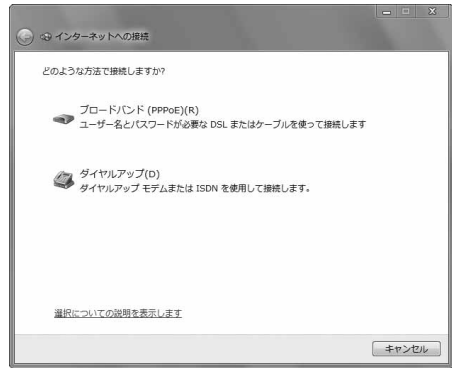 インターネットへの接続
どのような方法で接続しますか?
ブロードバンド (PPPoE)(R)
ユーザー名とパスワードが必要な DSL またはケーブルを使って接続します
ダイヤルアップ(D)
ダイヤルアップ モデムまたは ISDN を使用して接続します。
選択についての説明を表示します
キャンセル